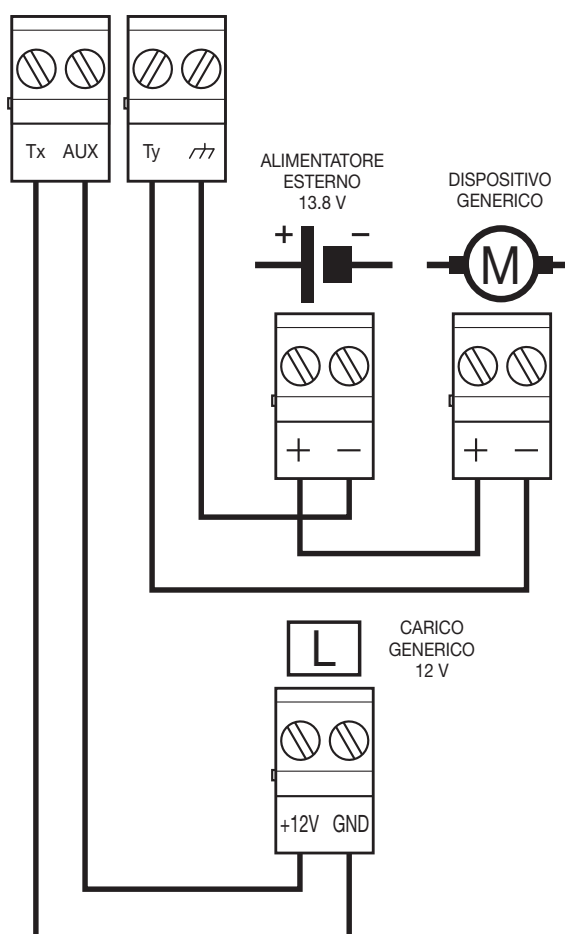 Tx AUX
Ty
ALIMENTATORE
ESTERNO
13.8 V
+ −
DISPOSITIVO
GENERICO
M
+ −
+ −
L
CARICO
GENERICO
12 V
+12V GND